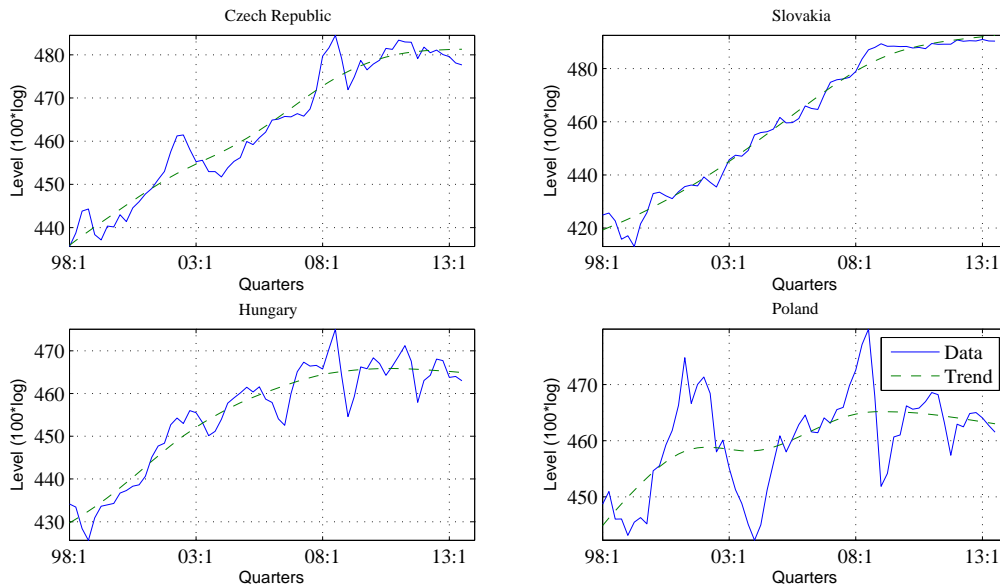 Czech Republic
Level (100*log)
480
470
460
450
440
98:1 03:1 08:1 13:1
Quarters
Slovakia
Level (100*log)
480
460
440
420
98:1 03:1 08:1 13:1
Quarters
Hungary
Level (100*log)
470
460
450
440
430
98:1 03:1 08:1 13:1
Quarters
Poland
Level (100*log)
470
460
450
98:1 03:1 08:1 13:1
Quarters
Data
Trend